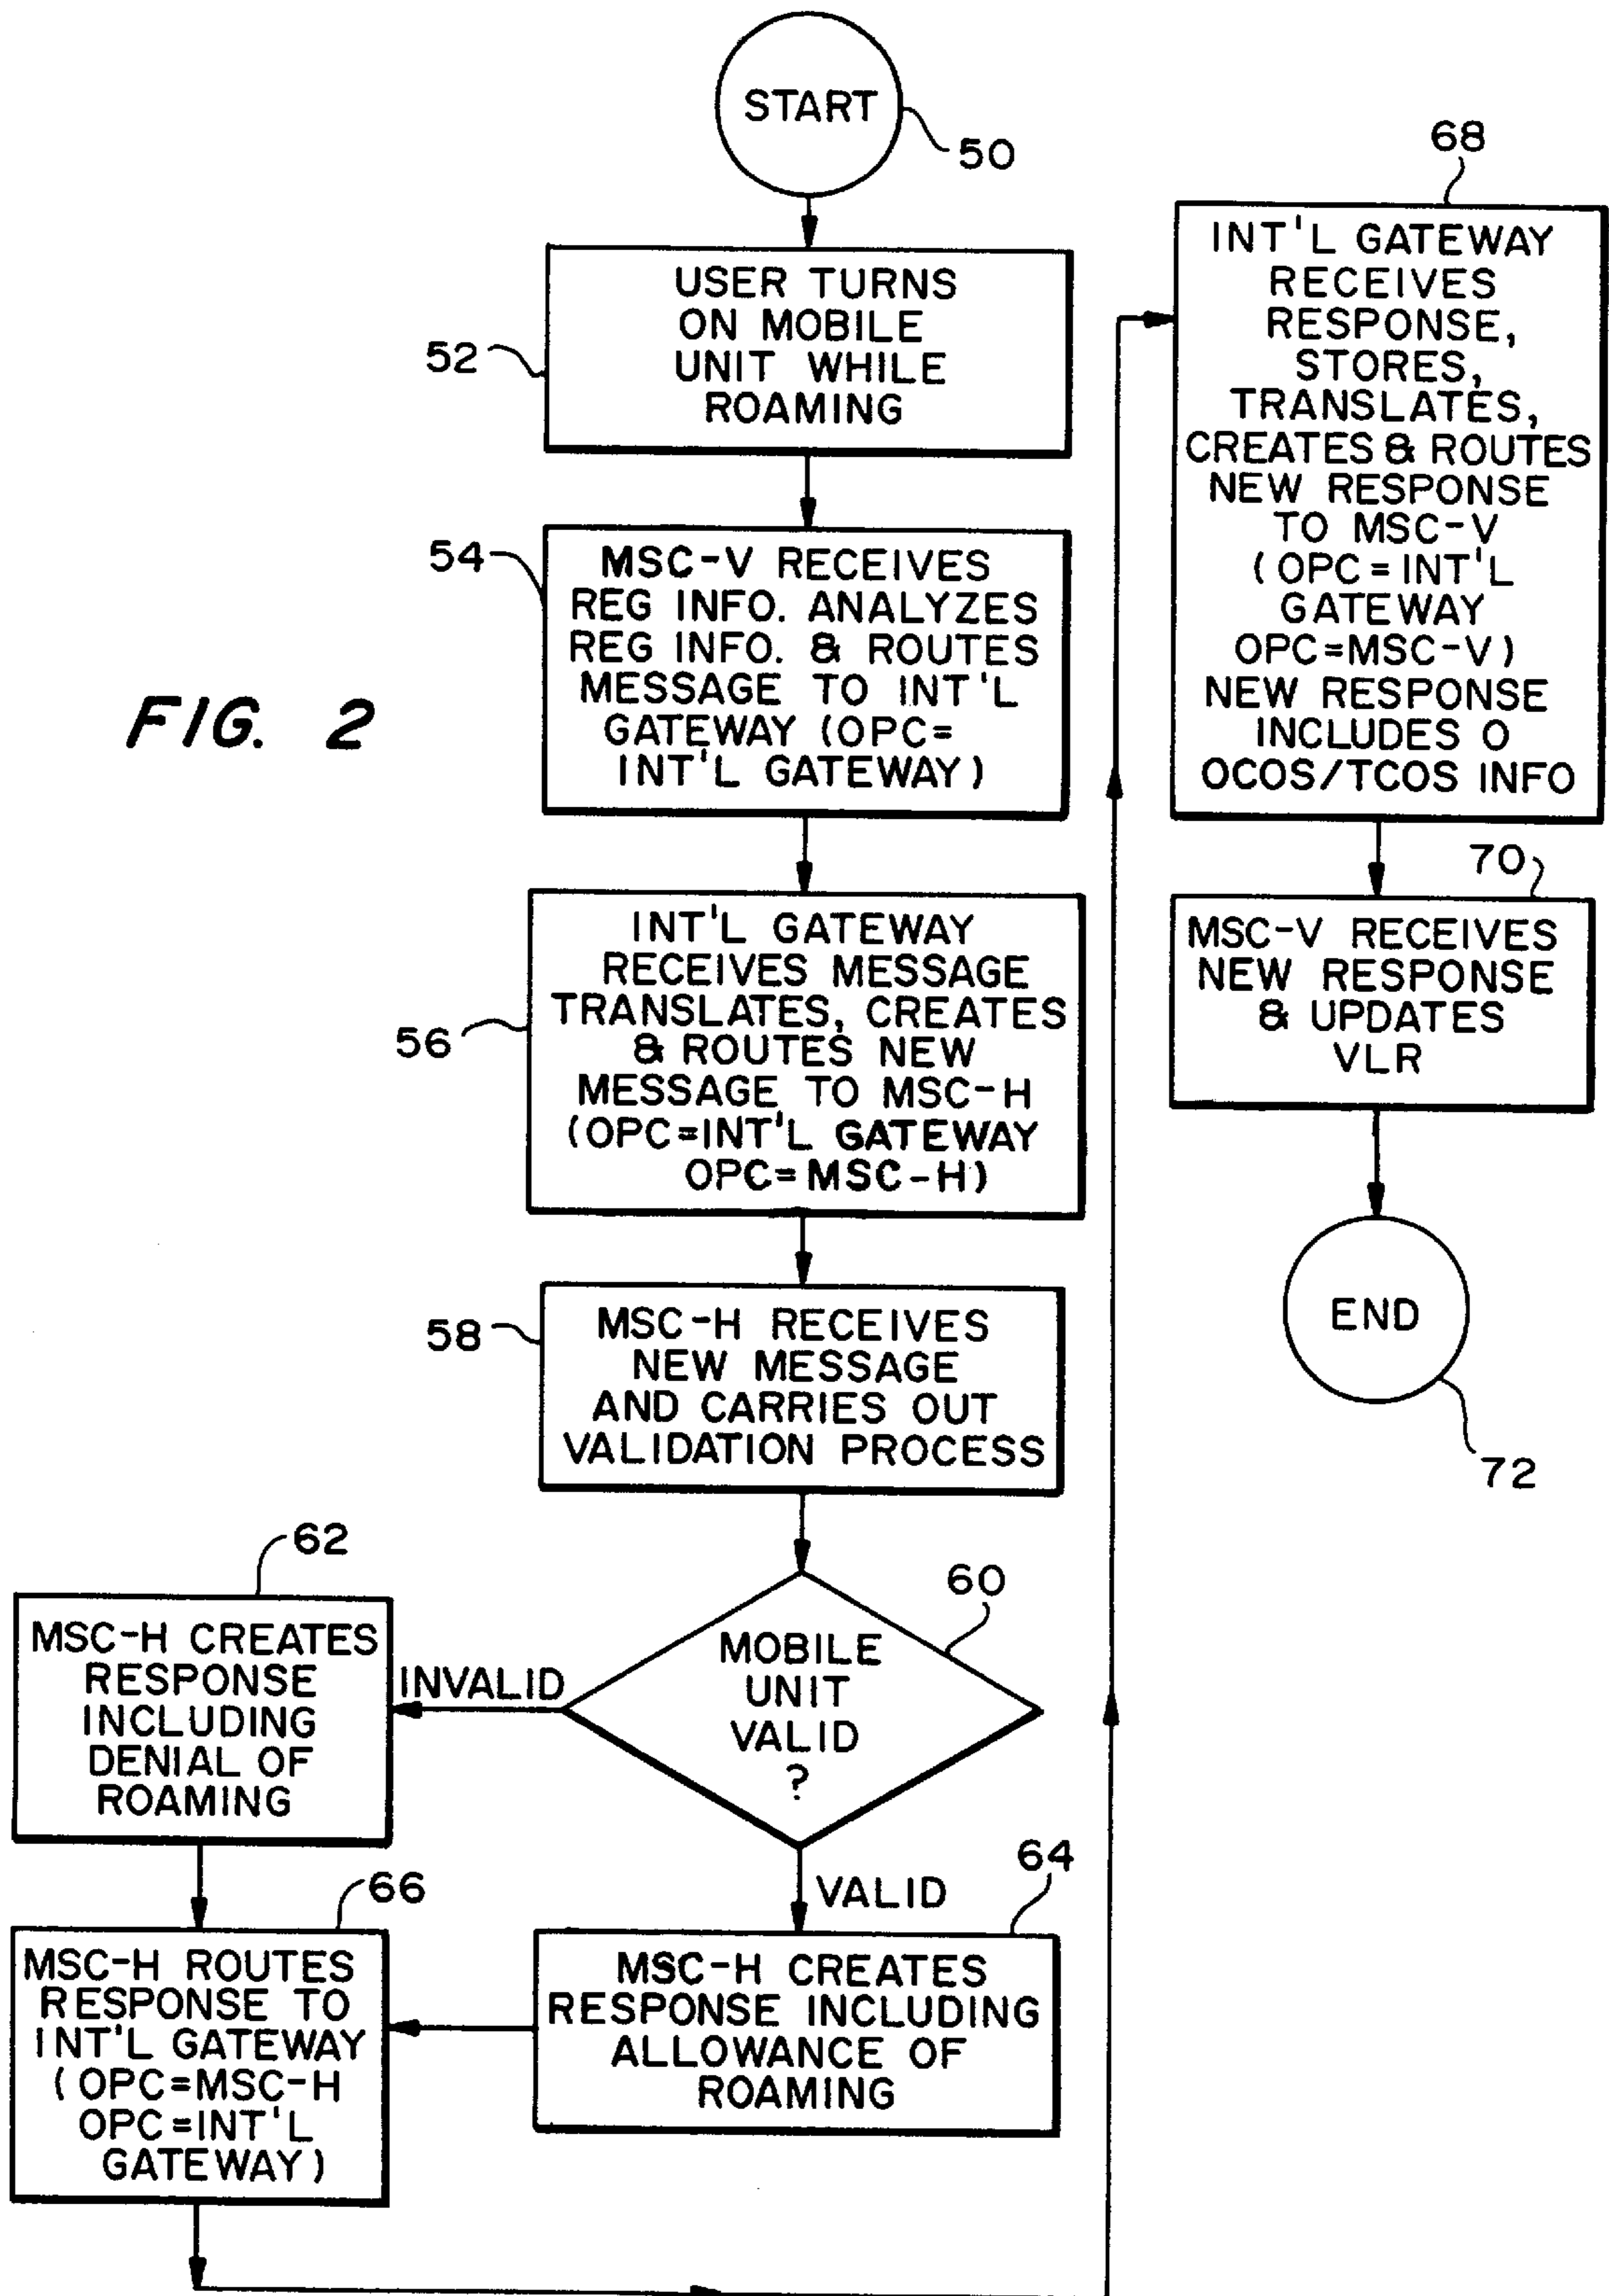 START
50
USER TURNS
ON MOBILE
UNIT WHILE
ROAMING
52
54
MSC-V RECEIVES
REG INFO. ANALYZES
REG INFO. & ROUTES
MESSAGE TO INT'L
GATEWAY (OPC=
INT'L GATEWAY)
FIG. 2
INT'L GATEWAY
RECEIVES MESSAGE
TRANSLATES, CREATES
& ROUTES NEW
MESSAGE TO MSC-H
(OPC=INT'L GATEWAY
OPC=MSC-H)
56
58
MSC-H RECEIVES
NEW MESSAGE
AND CARRIES OUT
VALIDATION PROCESS
60
MOBILE
UNIT
VALID
?
INVALID
62
MSC-H CREATES
RESPONSE
INCLUDING
DENIAL OF
ROAMING
VALID
64
MSC-H CREATES
RESPONSE INCLUDING
ALLOWANCE OF
ROAMING
66
MSC-H ROUTES
RESPONSE TO
INT'L GATEWAY
(OPC=MSC-H
OPC=INT'L
GATEWAY)
68
INT'L GATEWAY
RECEIVES
RESPONSE,
STORES,
TRANSLATES,
CREATES & ROUTES
NEW RESPONSE
TO MSC-V
(OPC=INT'L
GATEWAY
OPC=MSC-V)
NEW RESPONSE
INCLUDES O
OCOS/TCOS INFO
70
MSC-V RECEIVES
NEW RESPONSE
& UPDATES
VLR
END
72